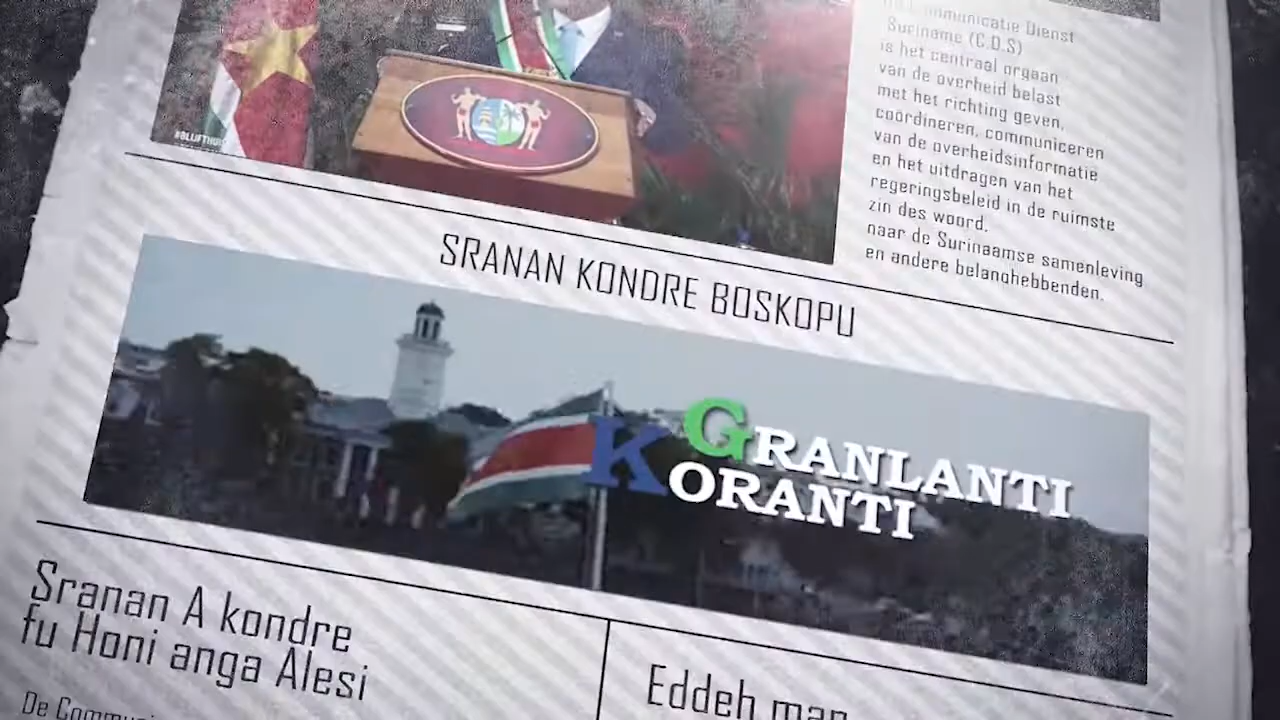 Communicatie Dienst
Suriname (C.D.S)
is het centraal orgaan
van de overheid belast
met het richting geven,
coördineren, communiceren
van de overheidsinformatie
en het uitdragen van het
regeringsbeleid in de ruimste
zin des woord.
naar de Surinaamse samenleving
en andere belanghebbenden.
SRANAN KONDRE BOSKOPU
GRANLANTI
KORANTI
Sranan A kondre
fu Honi anga Alesi
De
Eddeh man